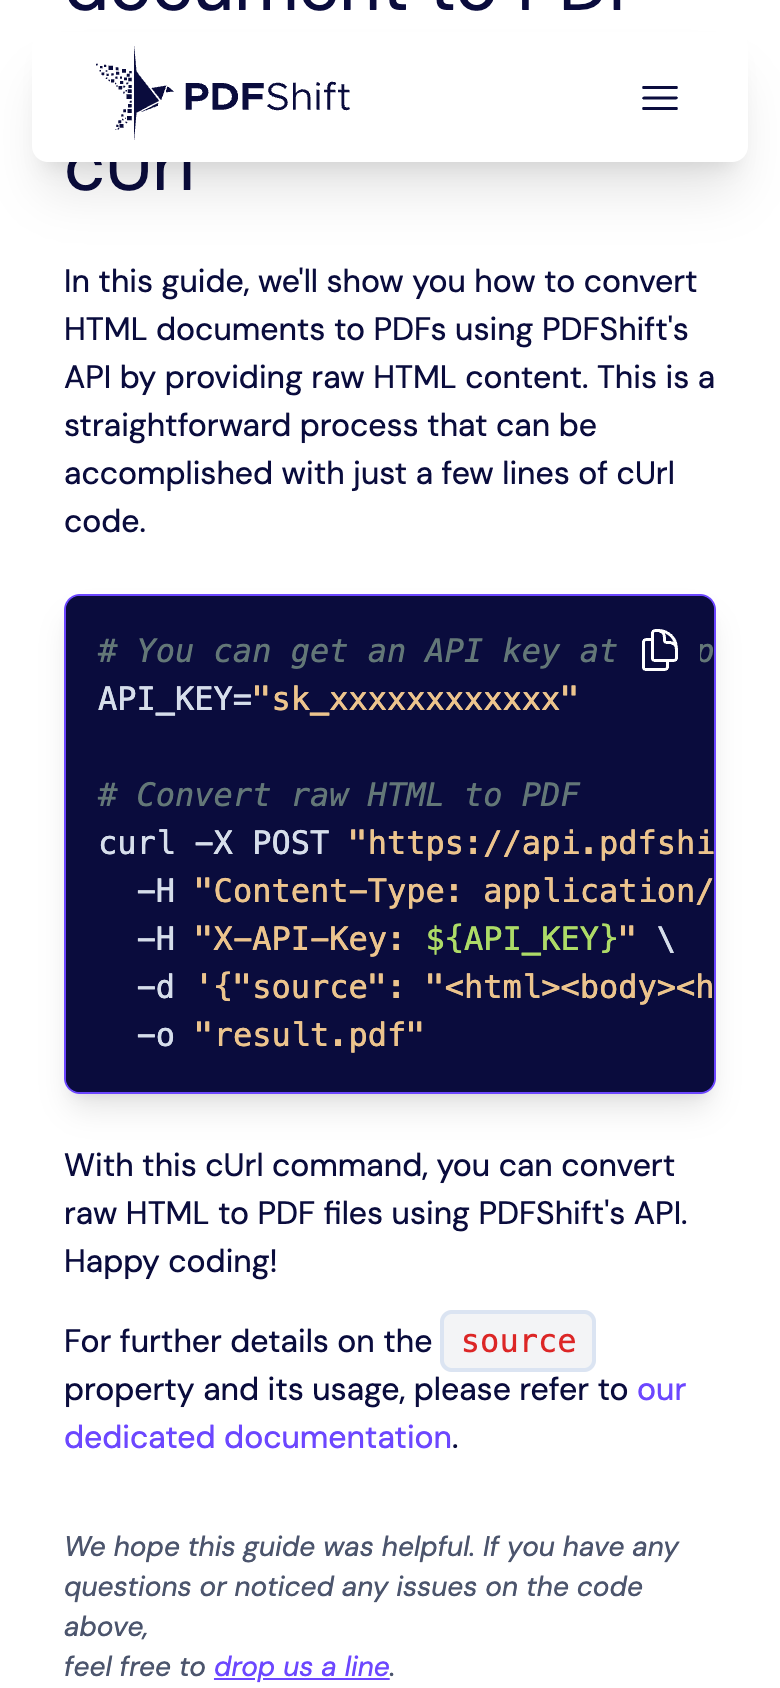 document to PDF
PDFShift
cUrl
In this guide, we'll show you how to convert
HTML documents to PDFs using PDFShift's
API by providing raw HTML content. This is a
straightforward process that can be
accomplished with just a few lines of cUrl
code.
# You can get an API key at
API_KEY="sk_xxxxxxxxxxxx"
# Convert raw HTML to PDF
curl -X POST "https://api.pdfshi
-H "Content-Type: application/
-H "X-API-Key: ${API_KEY}" \
-d '{"source": "<html><body><h
-o "result.pdf"
With this cUrl command, you can convert
raw HTML to PDF files using PDFShift's API.
Happy coding!
For further details on the source
property and its usage, please refer to our
dedicated documentation.
We hope this guide was helpful. If you have any
questions or noticed any issues on the code
above,
feel free to drop us a line.